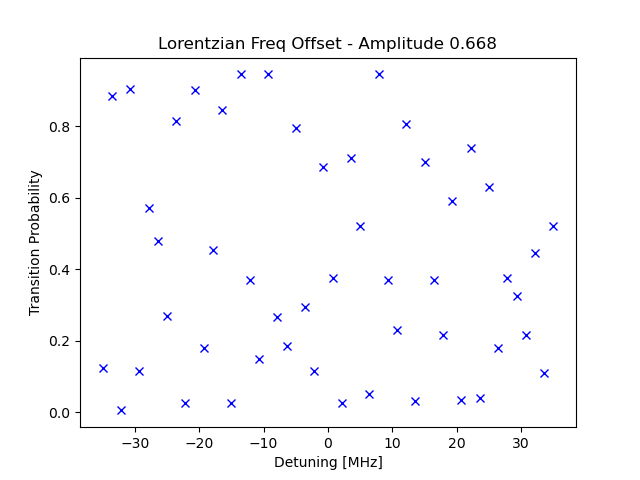 Lorentzian Freq Offset - Amplitude 0.668
Transition Probability
0.8
0.6
0.4
0.2
0.0
−30 −20 −10 0 10 20 30
Detuning [MHz]